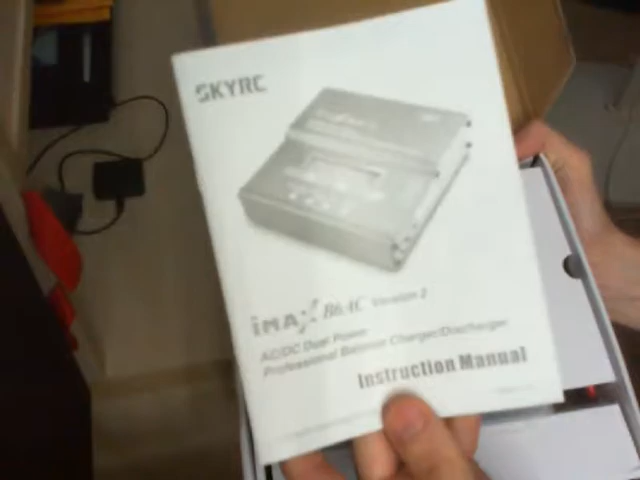 SKYRC
iMAX B6AC Version 2
AC/DC Dual Power
Professional Balance Charger/Discharger
Instruction Manual